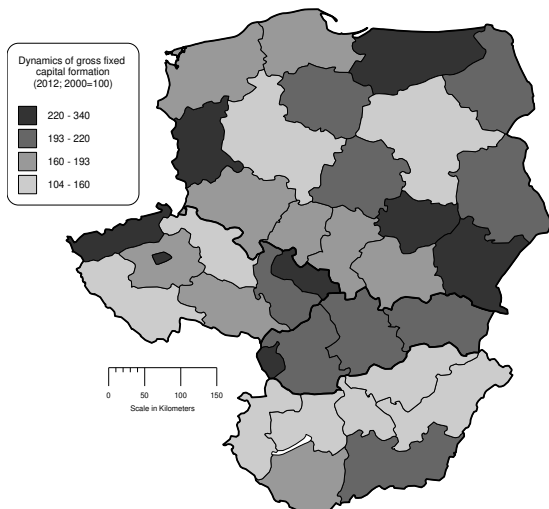 Dynamics of gross fixed
capital formation
(2012; 2000=100)
220 - 340
193 - 220
160 - 193
104 - 160
0 50 100 150
Scale in Kilometers